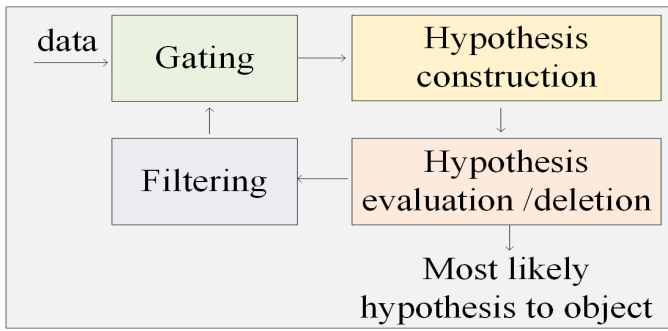 data
Gating
Hypothesis
construction
Filtering
Hypothesis
evaluation /deletion
Most likely
hypothesis to object